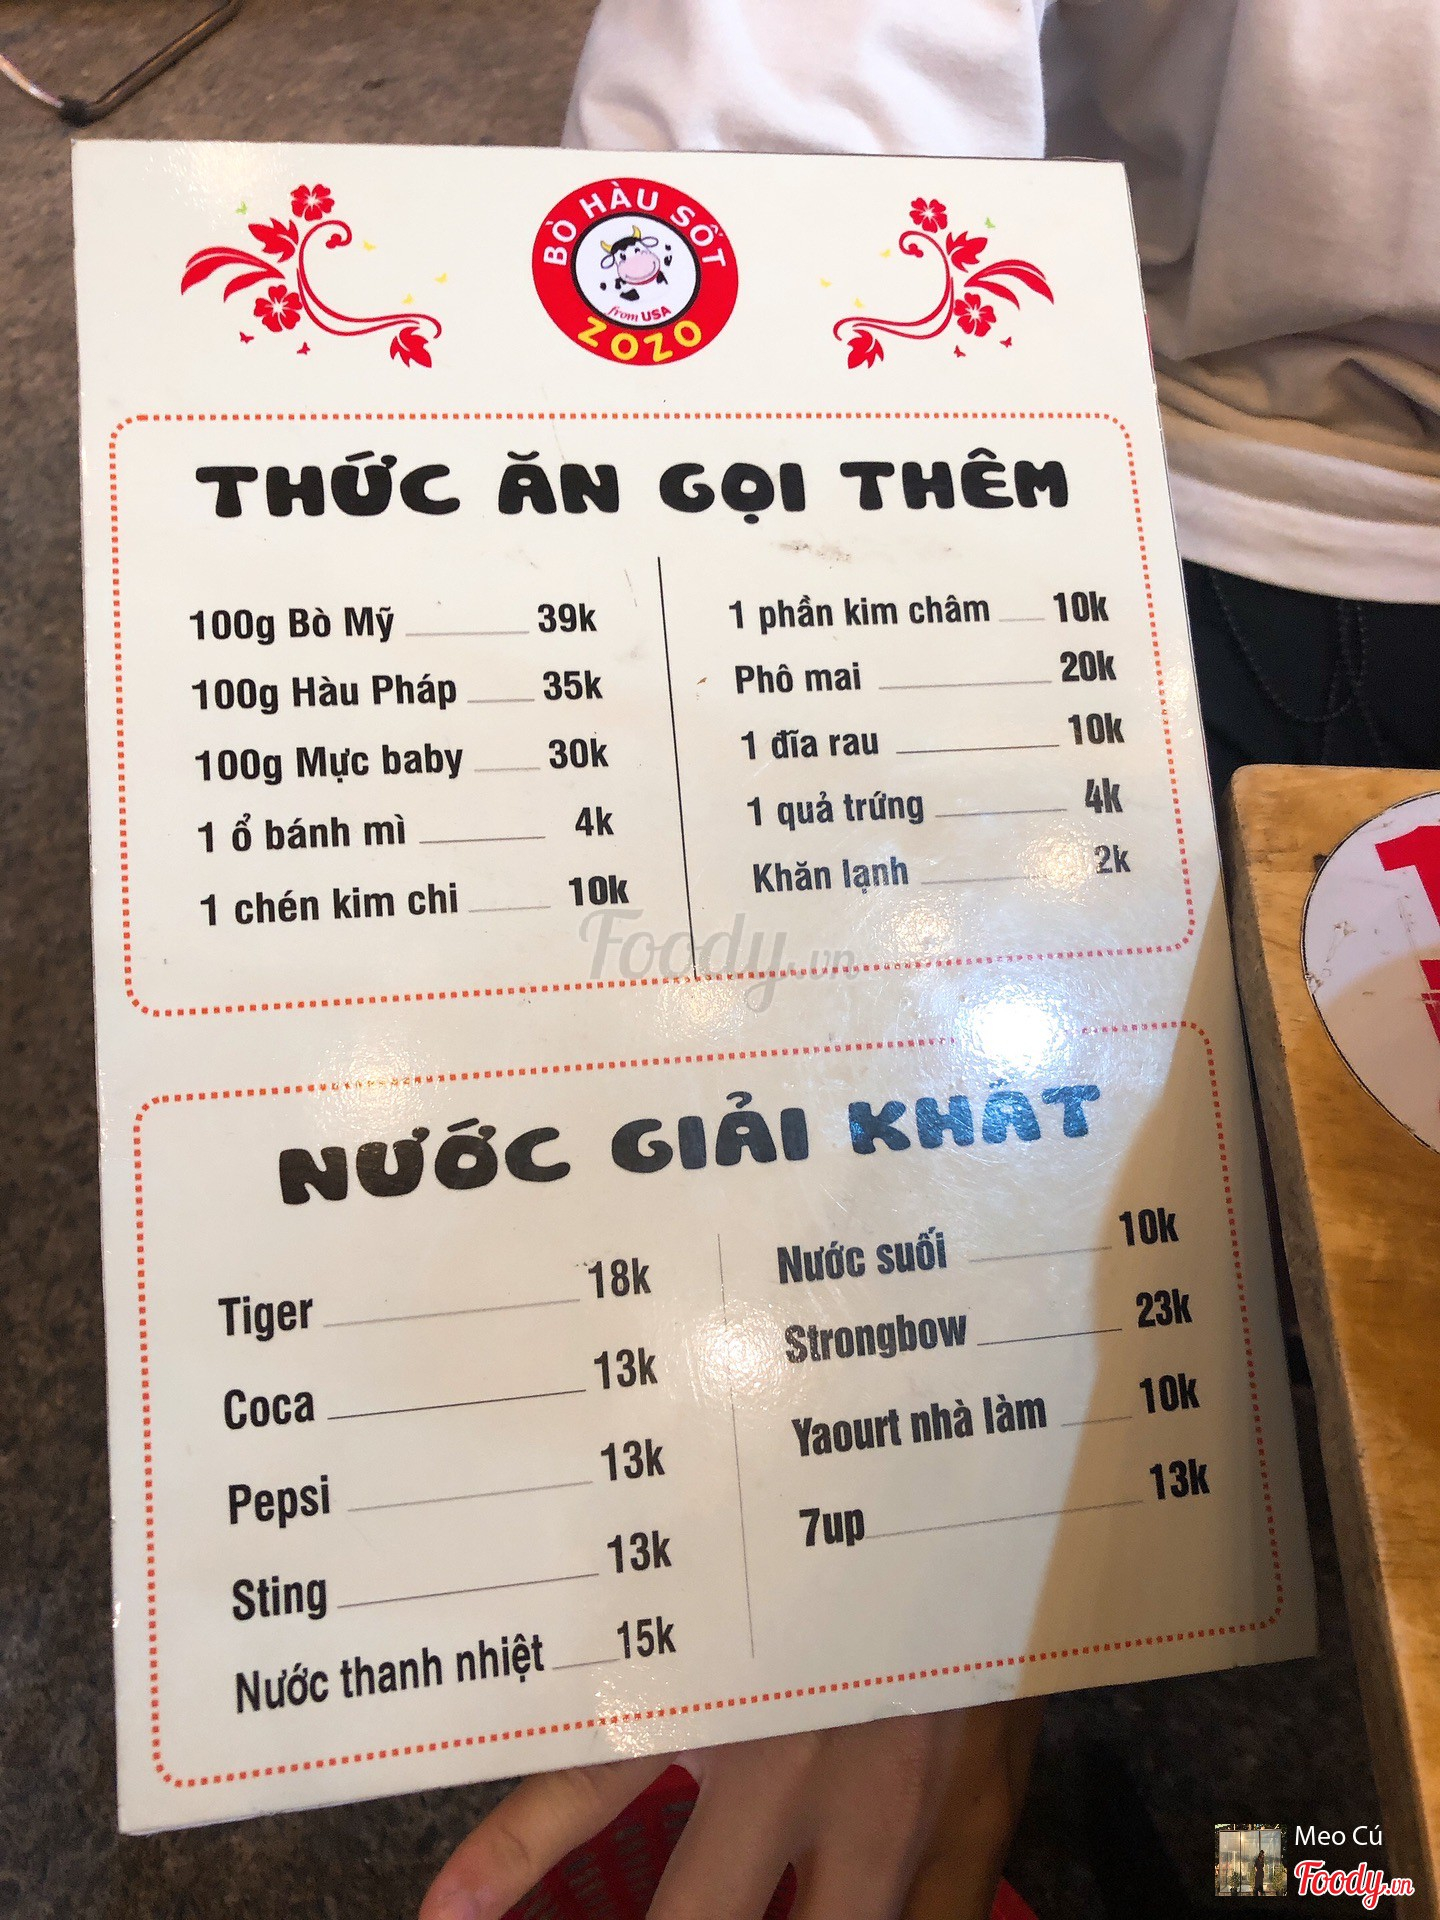 BÒ HÀU SỐT
from USA
ZOZO
THỨC ĂN GỌI THÊM
100g Bò Mỹ 39k
100g Hàu Pháp 35k
100g Mực baby 30k
1 ổ bánh mì 4k
1 chén kim chi 10k
1 phần kim châm 10k
Phô mai 20k
1 đĩa rau 10k
1 quả trứng 4k
Khăn lạnh 2k
Foody.vn
NƯỚC GIẢI KHÁT
Tiger 18k
Coca 13k
Pepsi 13k
Sting 13k
Nước thanh nhiệt 15k
Nước suối 10k
Strongbow 23k
Yaourt nhà làm 10k
7up 13k
Meo Cú
Foody.vn